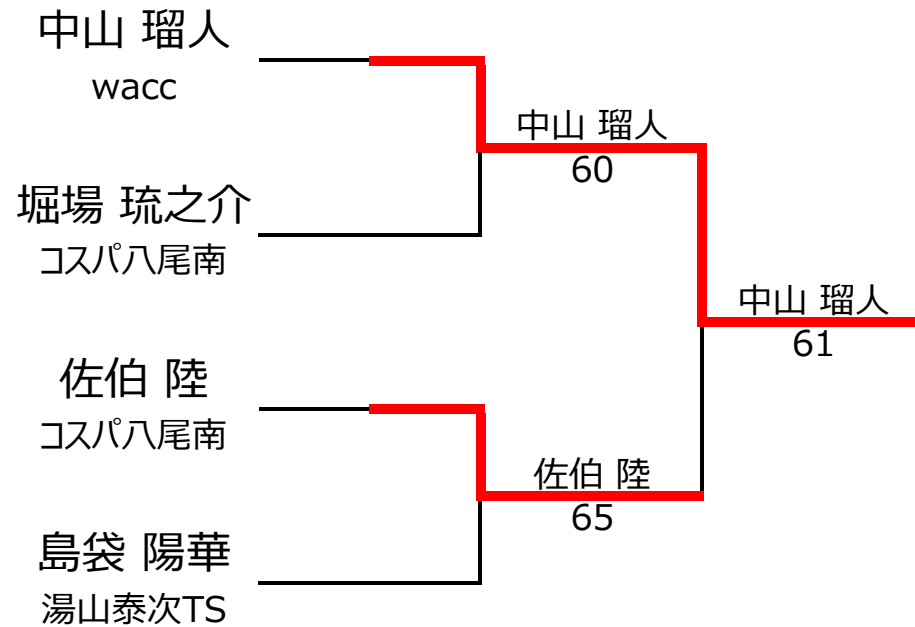 中山 瑠人
wacc
堀場 琉之介
コスパ八尾南
佐伯 陸
コスパ八尾南
島袋 陽華
湯山泰次TS
中山 瑠人
60
佐伯 陸
65
中山 瑠人
61